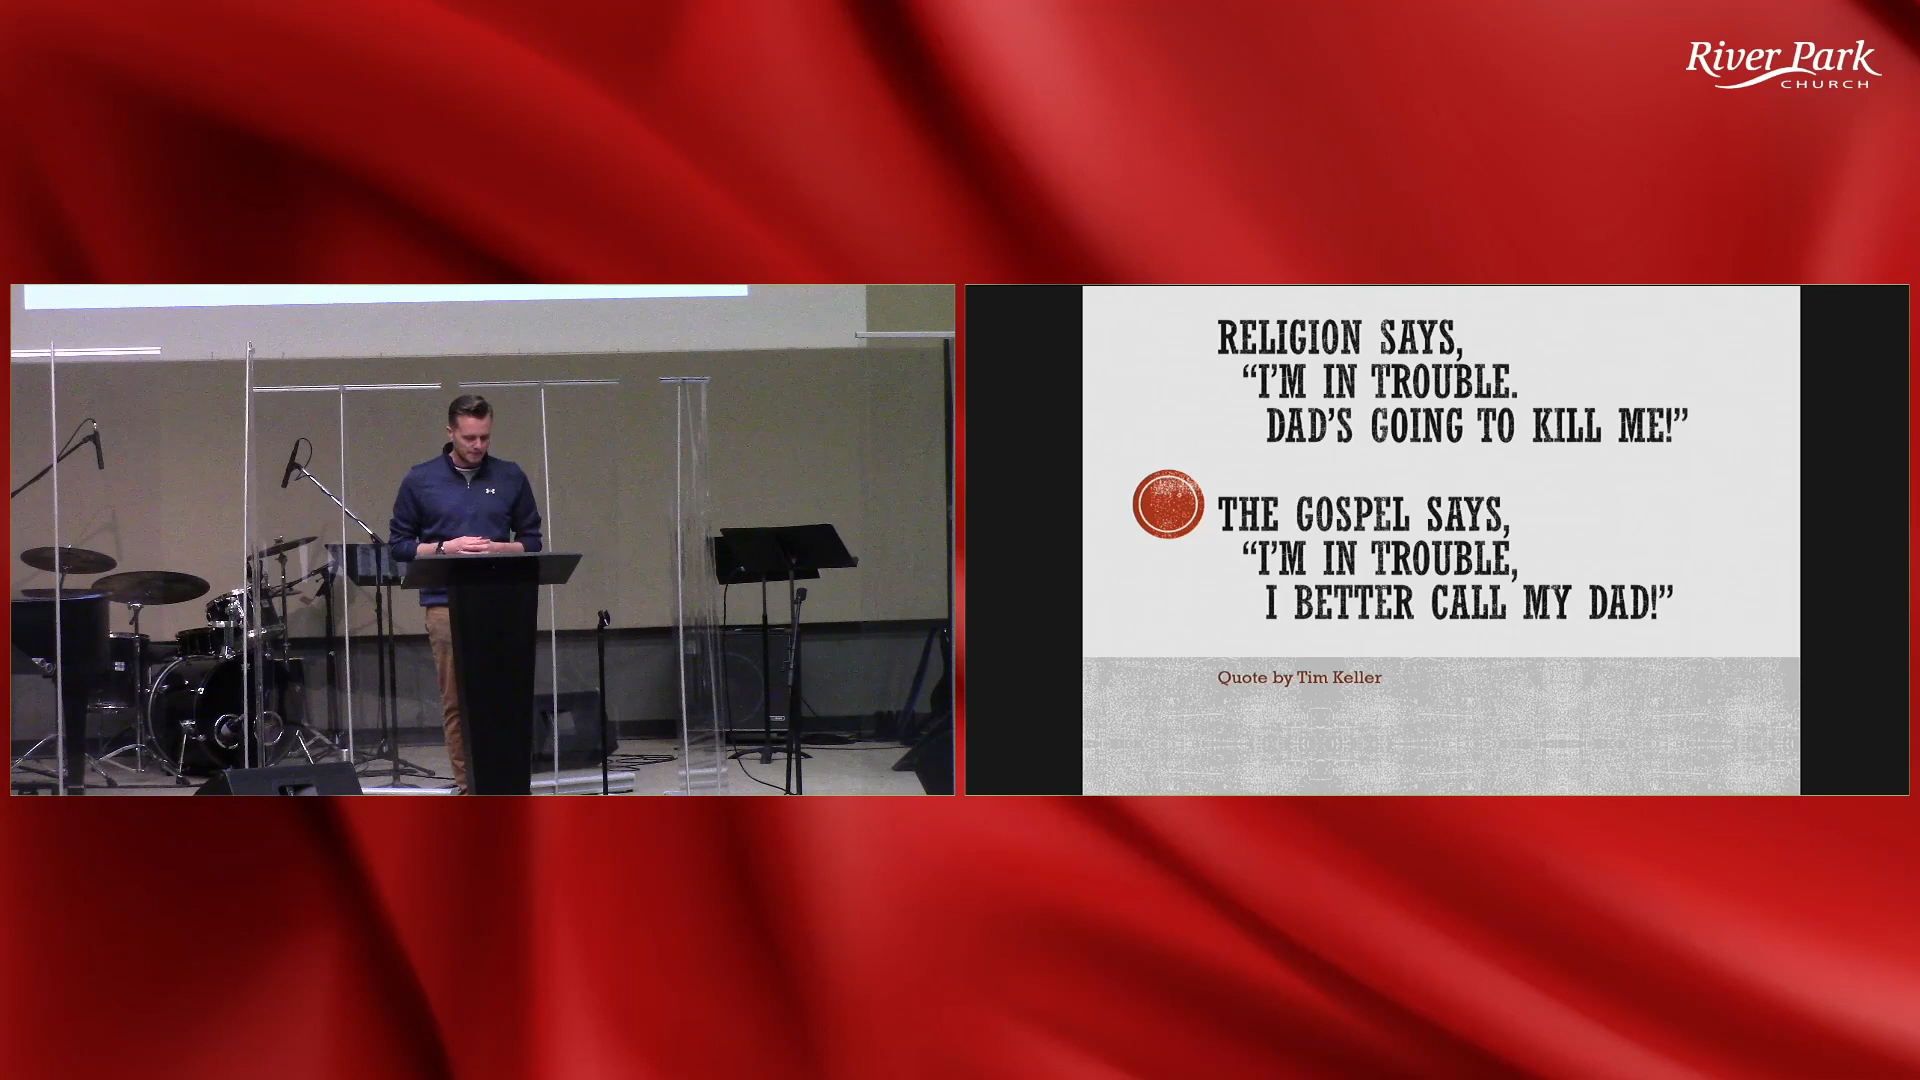 River Park
CHURCH
RELIGION SAYS,
“I’M IN TROUBLE.
DAD’S GOING TO KILL ME!”
THE GOSPEL SAYS,
“I’M IN TROUBLE,
I BETTER CALL MY DAD!”
Quote by Tim Keller